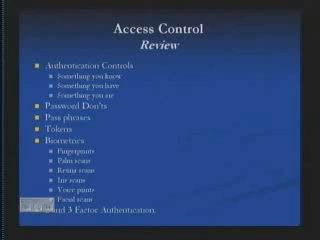 Access Control
Review
Authentication Controls
Something you know
Something you have
Something you are
Password Don'ts
Pass phrases
Tokens
Biometrics
Fingerprints
Palm scans
Retina scans
Iris scans
Voice prints
Facial scans
and 3 Factor Authentication.